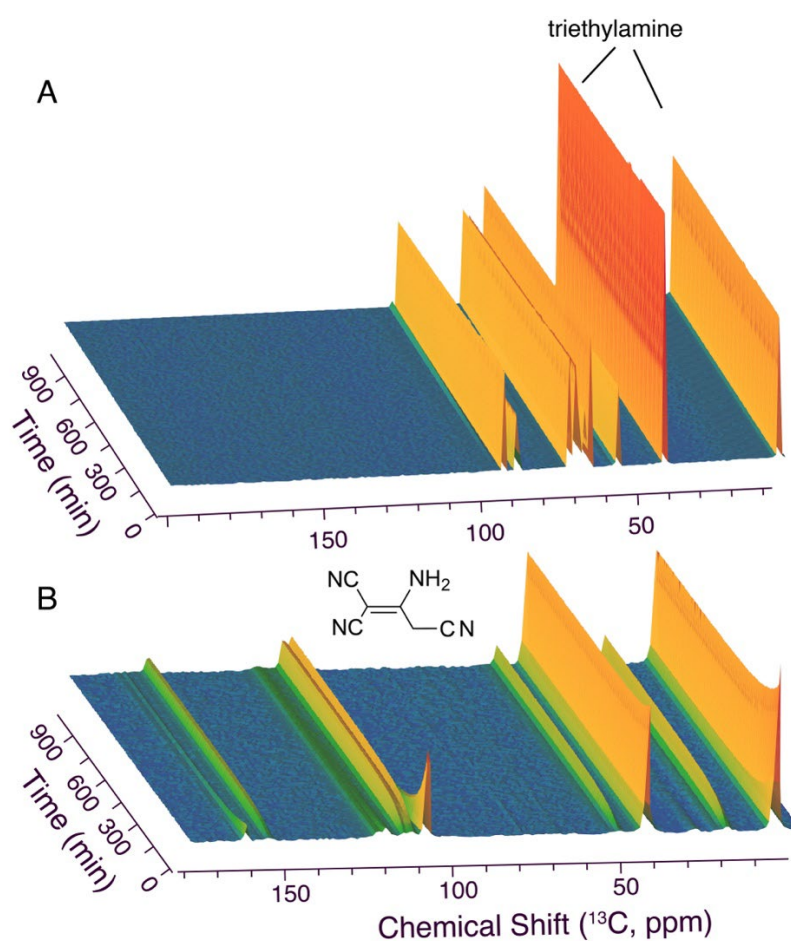 triethylamine
A
900
600
300
0
Time (min)
150
100
50
B
NC
NH₂
NC
CN
900
600
300
0
Time (min)
150
100
50
Chemical Shift (¹³C, ppm)